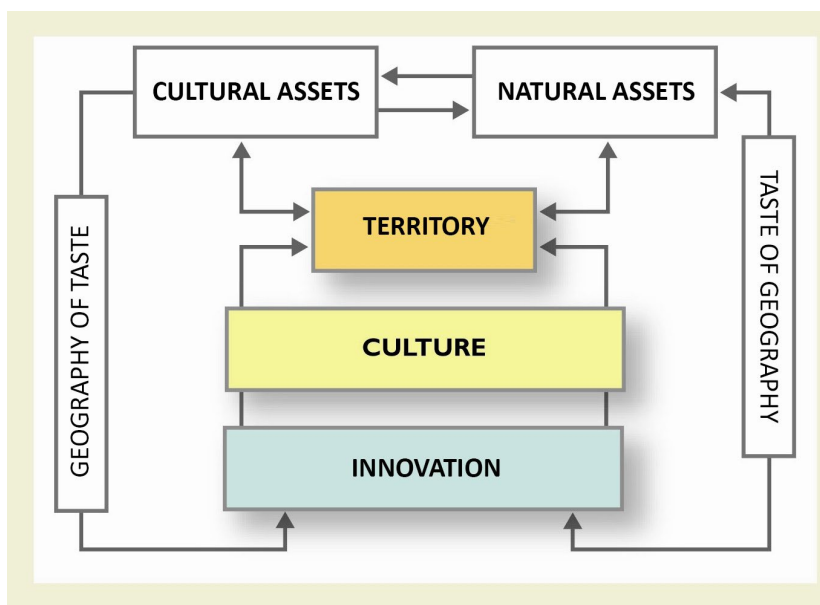 CULTURAL ASSETS
NATURAL ASSETS
GEOGRAPHY OF TASTE
TERRITORY
TASTE OF GEOGRAPHY
CULTURE
INNOVATION